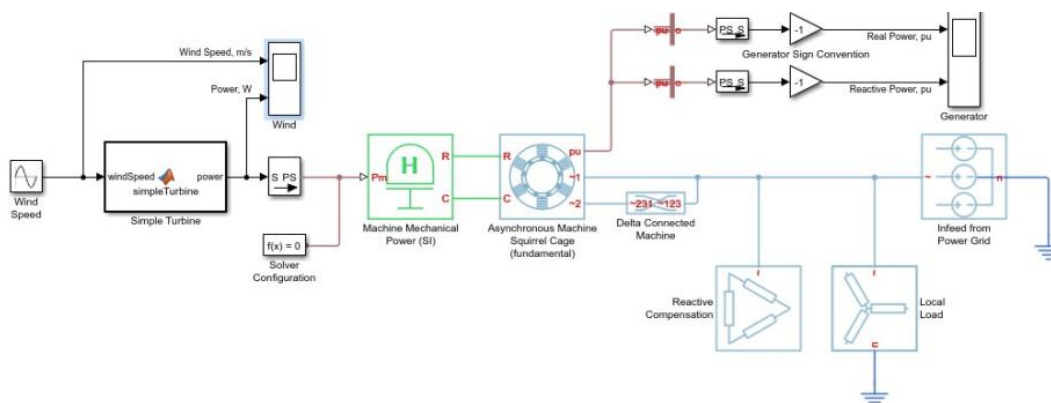 Wind Speed, m/s
Power, W
Wind
Wind
Speed
windSpeed
simpleTurbine
power
Simple Turbine
S PS
f(x) = 0
Solver
Configuration
Pm
H
R
C
Machine Mechanical
Power (SI)
R
C
pu
~1
~2
Asynchronous Machine
Squirrel Cage
(fundamental)
~231 ~123
Delta Connected
Machine
pu
PS S
-1
Generator Sign Convention
Real Power, pu
pu
PS S
-1
Reactive Power, pu
Generator
~
Reactive
Compensation
~
n
Local
Load
~
n
Infeed from
Power Grid